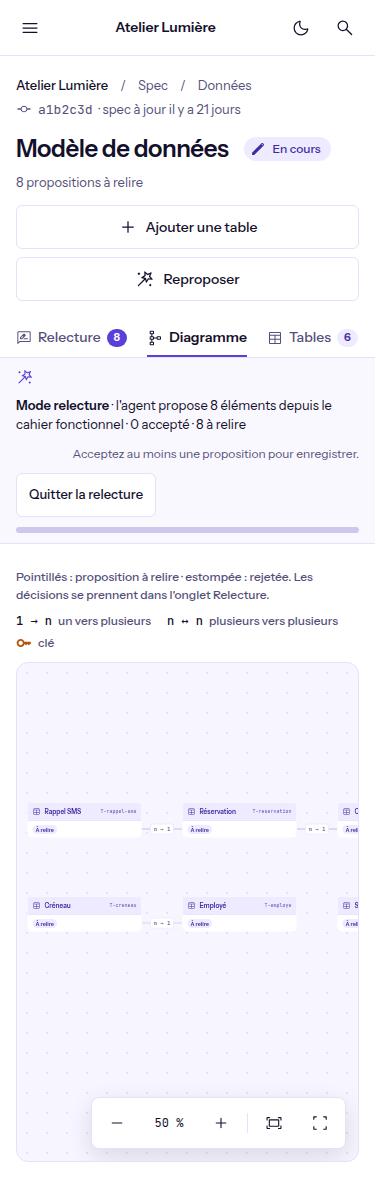 Atelier Lumière
Atelier Lumière / Spec / Données
a1b2c3d · spec à jour il y a 21 jours
Modèle de données En cours
8 propositions à relire
Ajouter une table
Reproposer
Relecture 8 Diagramme Tables 6
Mode relecture · l'agent propose 8 éléments depuis le
cahier fonctionnel · 0 accepté · 8 à relire
Acceptez au moins une proposition pour enregistrer.
Quitter la relecture
Pointillés : proposition à relire · estompée : rejetée. Les
décisions se prennent dans l'onglet Relecture.
1 → n un vers plusieurs n ↔ n plusieurs vers plusieurs
clé
Rappel SMS T-rappel-sms Réservation T-reservation C
À relire n → 1 À relire n → 1 À reli
Créneau T-creneau Employé T-employe S
À relire n → 1 À relire À reli
50 %